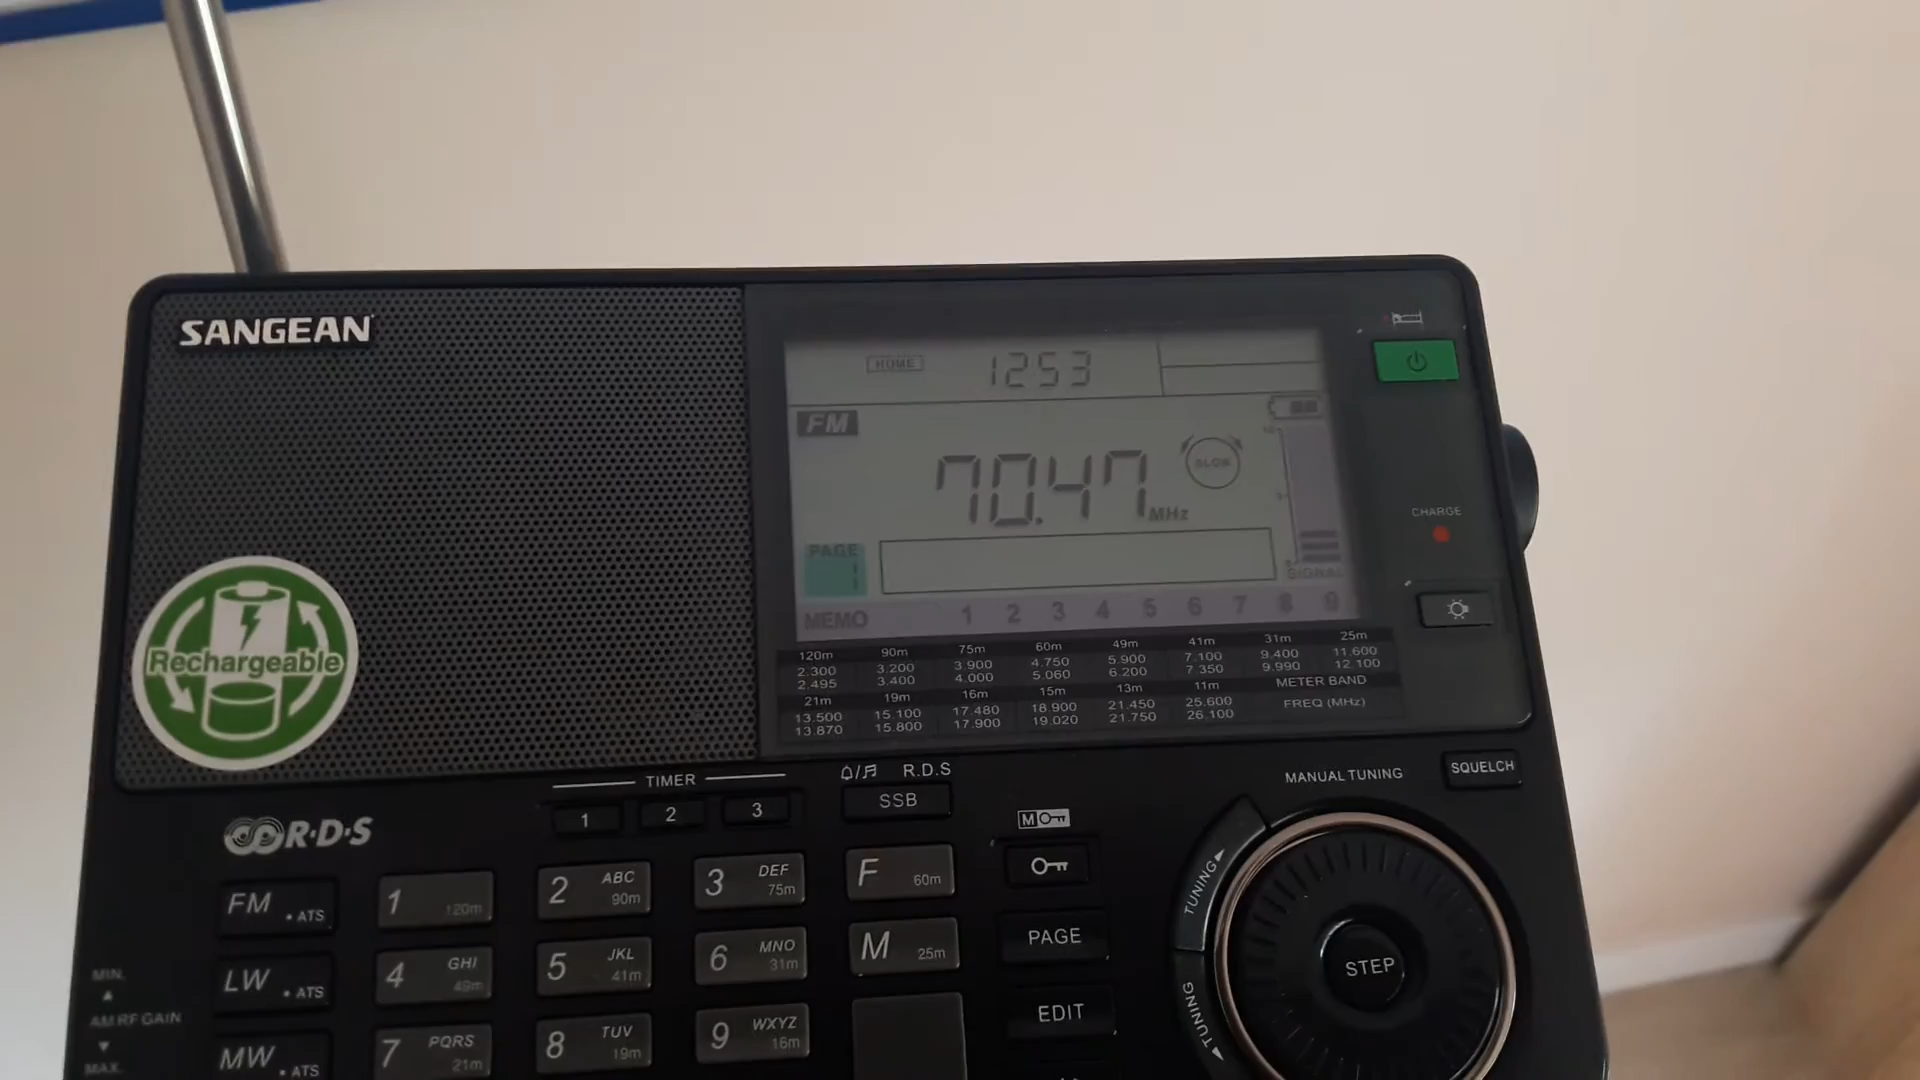 SANGEAN
HOME 1253
FM
70.47 MHz
SLOW
PAGE
1
SIGNAL
MEMO 1 2 3 4 5 6 7 8 9
120m 90m 75m 60m 49m 41m 31m 25m
2.300 3.200 3.900 4.750 5.900 7.100 9.400 11.600
2.495 3.400 4.000 5.060 6.200 7.350 9.990 12.100
21m 19m 16m 15m 13m 11m METER BAND
13.500 15.100 17.480 18.900 21.450 25.600 FREQ (MHz)
13.870 15.800 17.900 19.020 21.750 26.100
CHARGE
Rechargeable
TIMER
1 2 3
R.D.S
SSB
MANUAL TUNING
SQUELCH
R·D·S
M
FM • ATS
1 120m
2 ABC 90m
3 DEF 75m
F 60m
LW • ATS
4 GHI 49m
5 JKL 41m
6 MNO 31m
M 25m
PAGE
MW • ATS
7 PQRS 21m
8 TUV 19m
9 WXYZ 16m
EDIT
TUNING
STEP
TUNING
MIN.
AM RF GAIN
MAX.